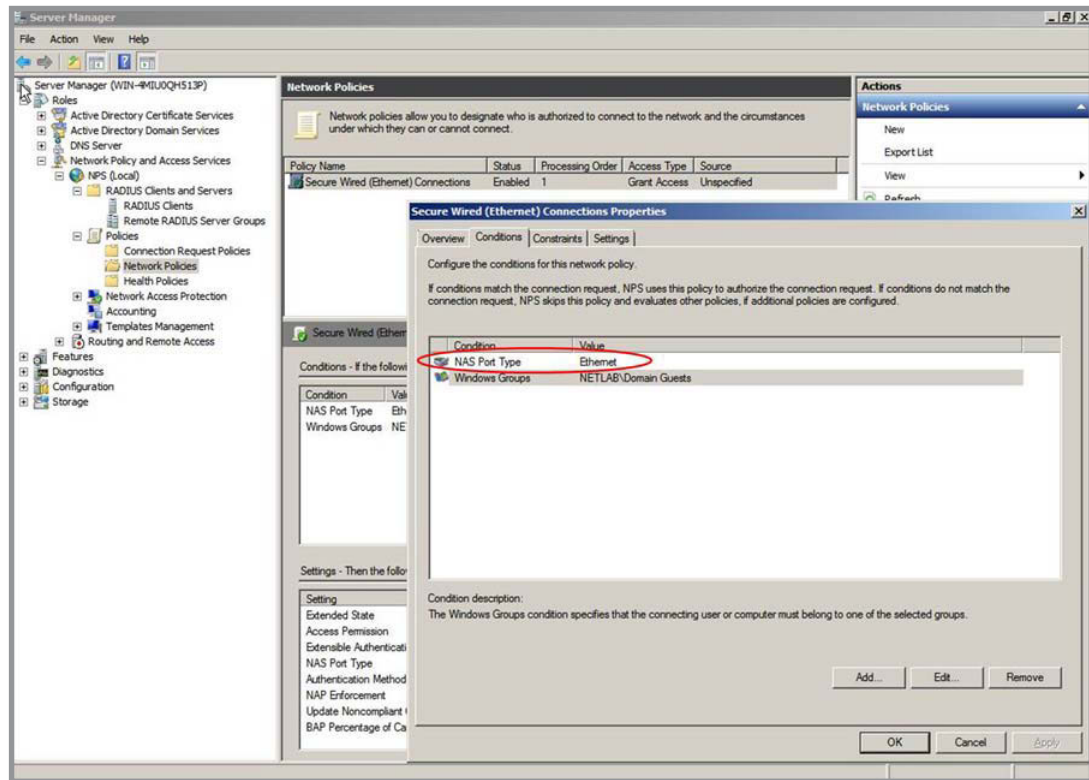 Server Manager
File Action View Help
Server Manager (WIN-4MIU0QH513P)
Roles
Active Directory Certificate Services
Active Directory Domain Services
DNS Server
Network Policy and Access Services
NPS (Local)
RADIUS Clients and Servers
RADIUS Clients
Remote RADIUS Server Groups
Policies
Connection Request Policies
Network Policies
Health Policies
Network Access Protection
Accounting
Templates Management
Routing and Remote Access
Features
Diagnostics
Configuration
Storage
Network Policies
Network policies allow you to designate who is authorized to connect to the network and the circumstances
under which they can or cannot connect.
Policy Name Status Processing Order Access Type Source
Secure Wired (Ethernet) Connections Enabled 1 Grant Access Unspecified
Actions
Network Policies
New
Export List
View
Refresh
Secure Wired (Ether
Conditions - If the followi
Condition Val
NAS Port Type Eth
Windows Groups NE
Settings - Then the follo
Setting
Extended State
Access Permission
Extensible Authenticati
NAS Port Type
Authentication Method
NAP Enforcement
Update Noncompliant
BAP Percentage of Ca
Secure Wired (Ethernet) Connections Properties
Overview Conditions Constraints Settings
Configure the conditions for this network policy.
If conditions match the connection request, NPS uses this policy to authorize the connection request. If conditions do not match the
connection request, NPS skips this policy and evaluates other policies, if additional policies are configured.
Condition Value
NAS Port Type Ethernet
Windows Groups NETLAB\Domain Guests
Condition description:
The Windows Groups condition specifies that the connecting user or computer must belong to one of the selected groups.
Add... Edit... Remove
OK Cancel Apply